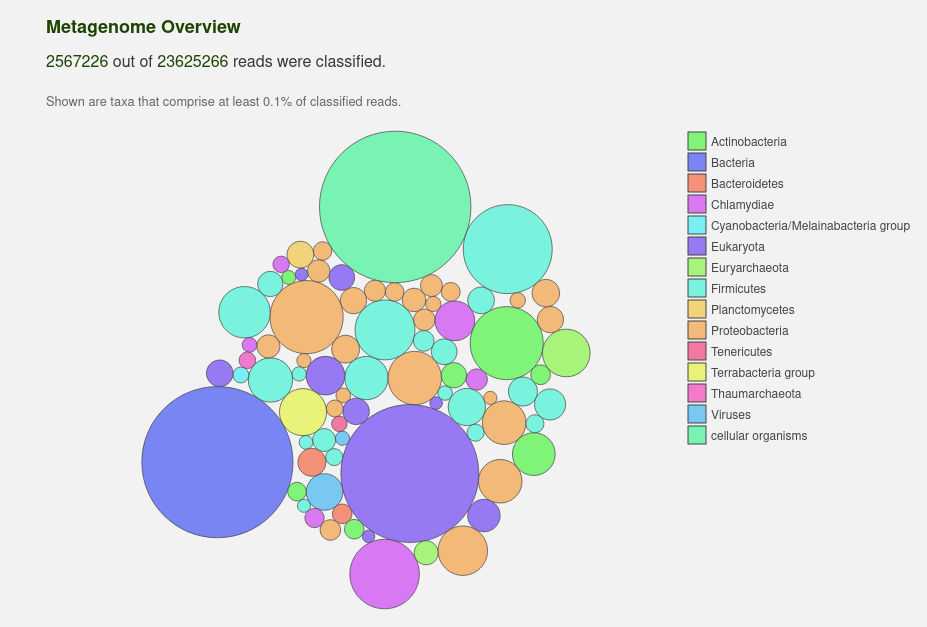 Metagenome Overview
2567226 out of 23625266 reads were classified.
Shown are taxa that comprise at least 0.1% of classified reads.
Actinobacteria
Bacteria
Bacteroidetes
Chlamydiae
Cyanobacteria/Melainabacteria group
Eukaryota
Euryarchaeota
Firmicutes
Planctomycetes
Proteobacteria
Tenericutes
Terrabacteria group
Thaumarchaeota
Viruses
cellular organisms